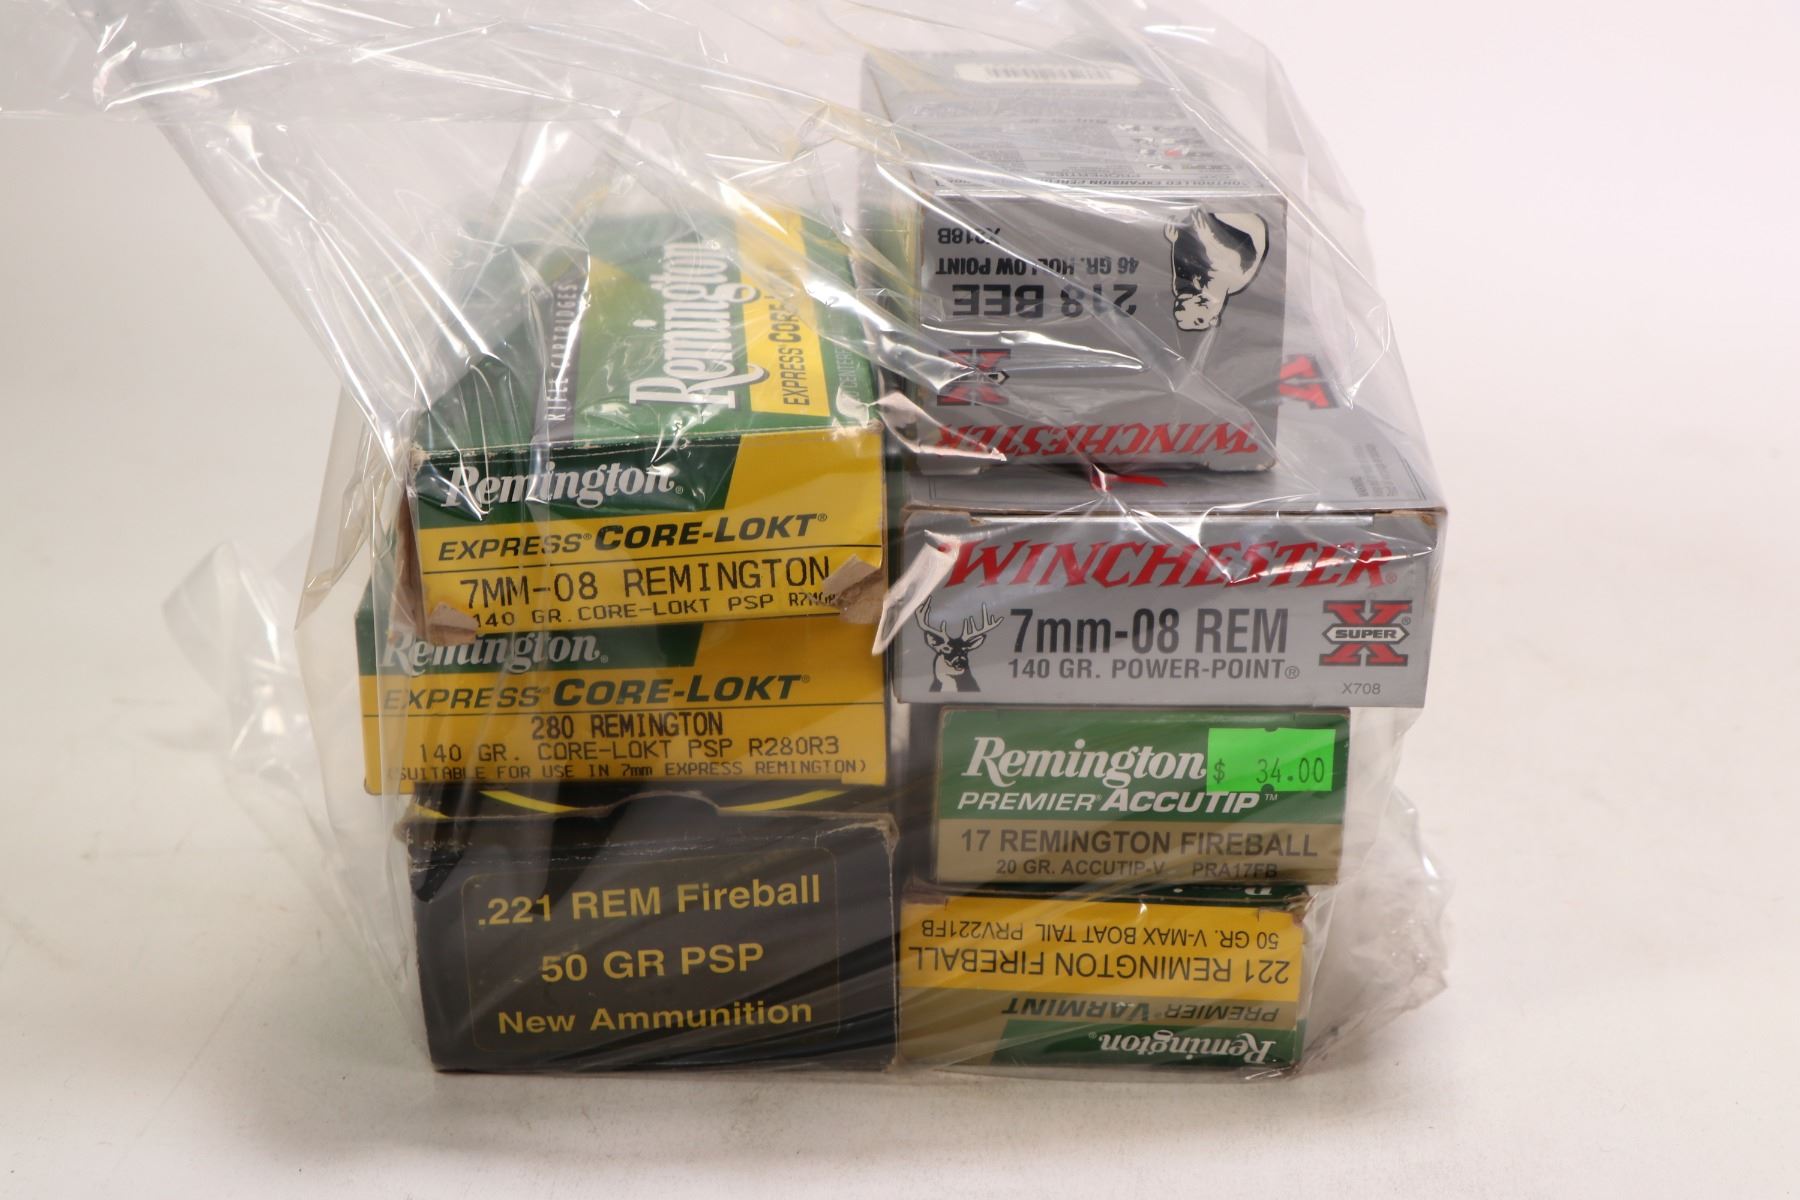 RIFLE CARTRIDGES
Remington
EXPRESS CORE-
CENTERF
Remington®
EXPRESS® CORE-LOKT®
7MM-08 REMINGTON
140 GR. CORE-LOKT PSP
Remington®
EXPRESS® CORE-LOKT®
280 REMINGTON
140 GR. CORE-LOKT PSP R280R3
(SUITABLE FOR USE IN 7mm EXPRESS REMINGTON)
.221 REM Fireball
50 GR PSP
New Ammunition
CONTROLLED EXPANSION
WINCHESTER
X
218 BEE
46 GR. HOLLOW POINT
X218B
WINCHESTER®
7mm-08 REM
140 GR. POWER-POINT®
SUPER X®
X708
Remington
$ 34.00
PREMIER® ACCUTIP™
17 REMINGTON FIREBALL
20 GR. ACCUTIP-V PRA17FB
Remington®
PREMIER® VARMINT
221 REMINGTON FIREBALL
50 GR. V-MAX BOAT TAIL PRV221FB